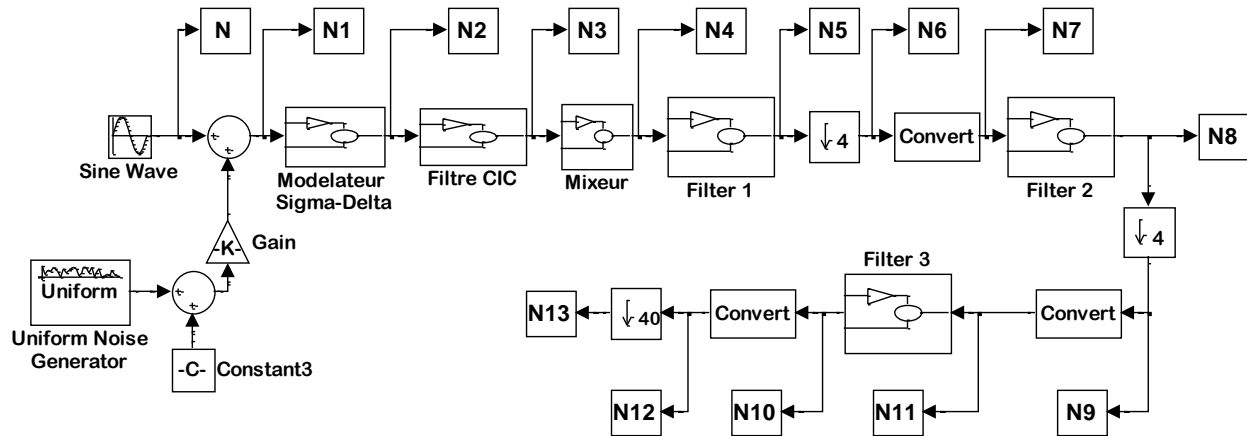 N
N1
N2
N3
N4
N5
N6
N7
Sine Wave
+
+
Modelateur
Sigma-Delta
Filtre CIC
Mixeur
Filter 1
4
Convert
Filter 2
N8
-K-
Gain
4
Uniform
Uniform Noise
Generator
+
+
-C-
Constant3
N13
40
Convert
Filter 3
Convert
N12
N10
N11
N9